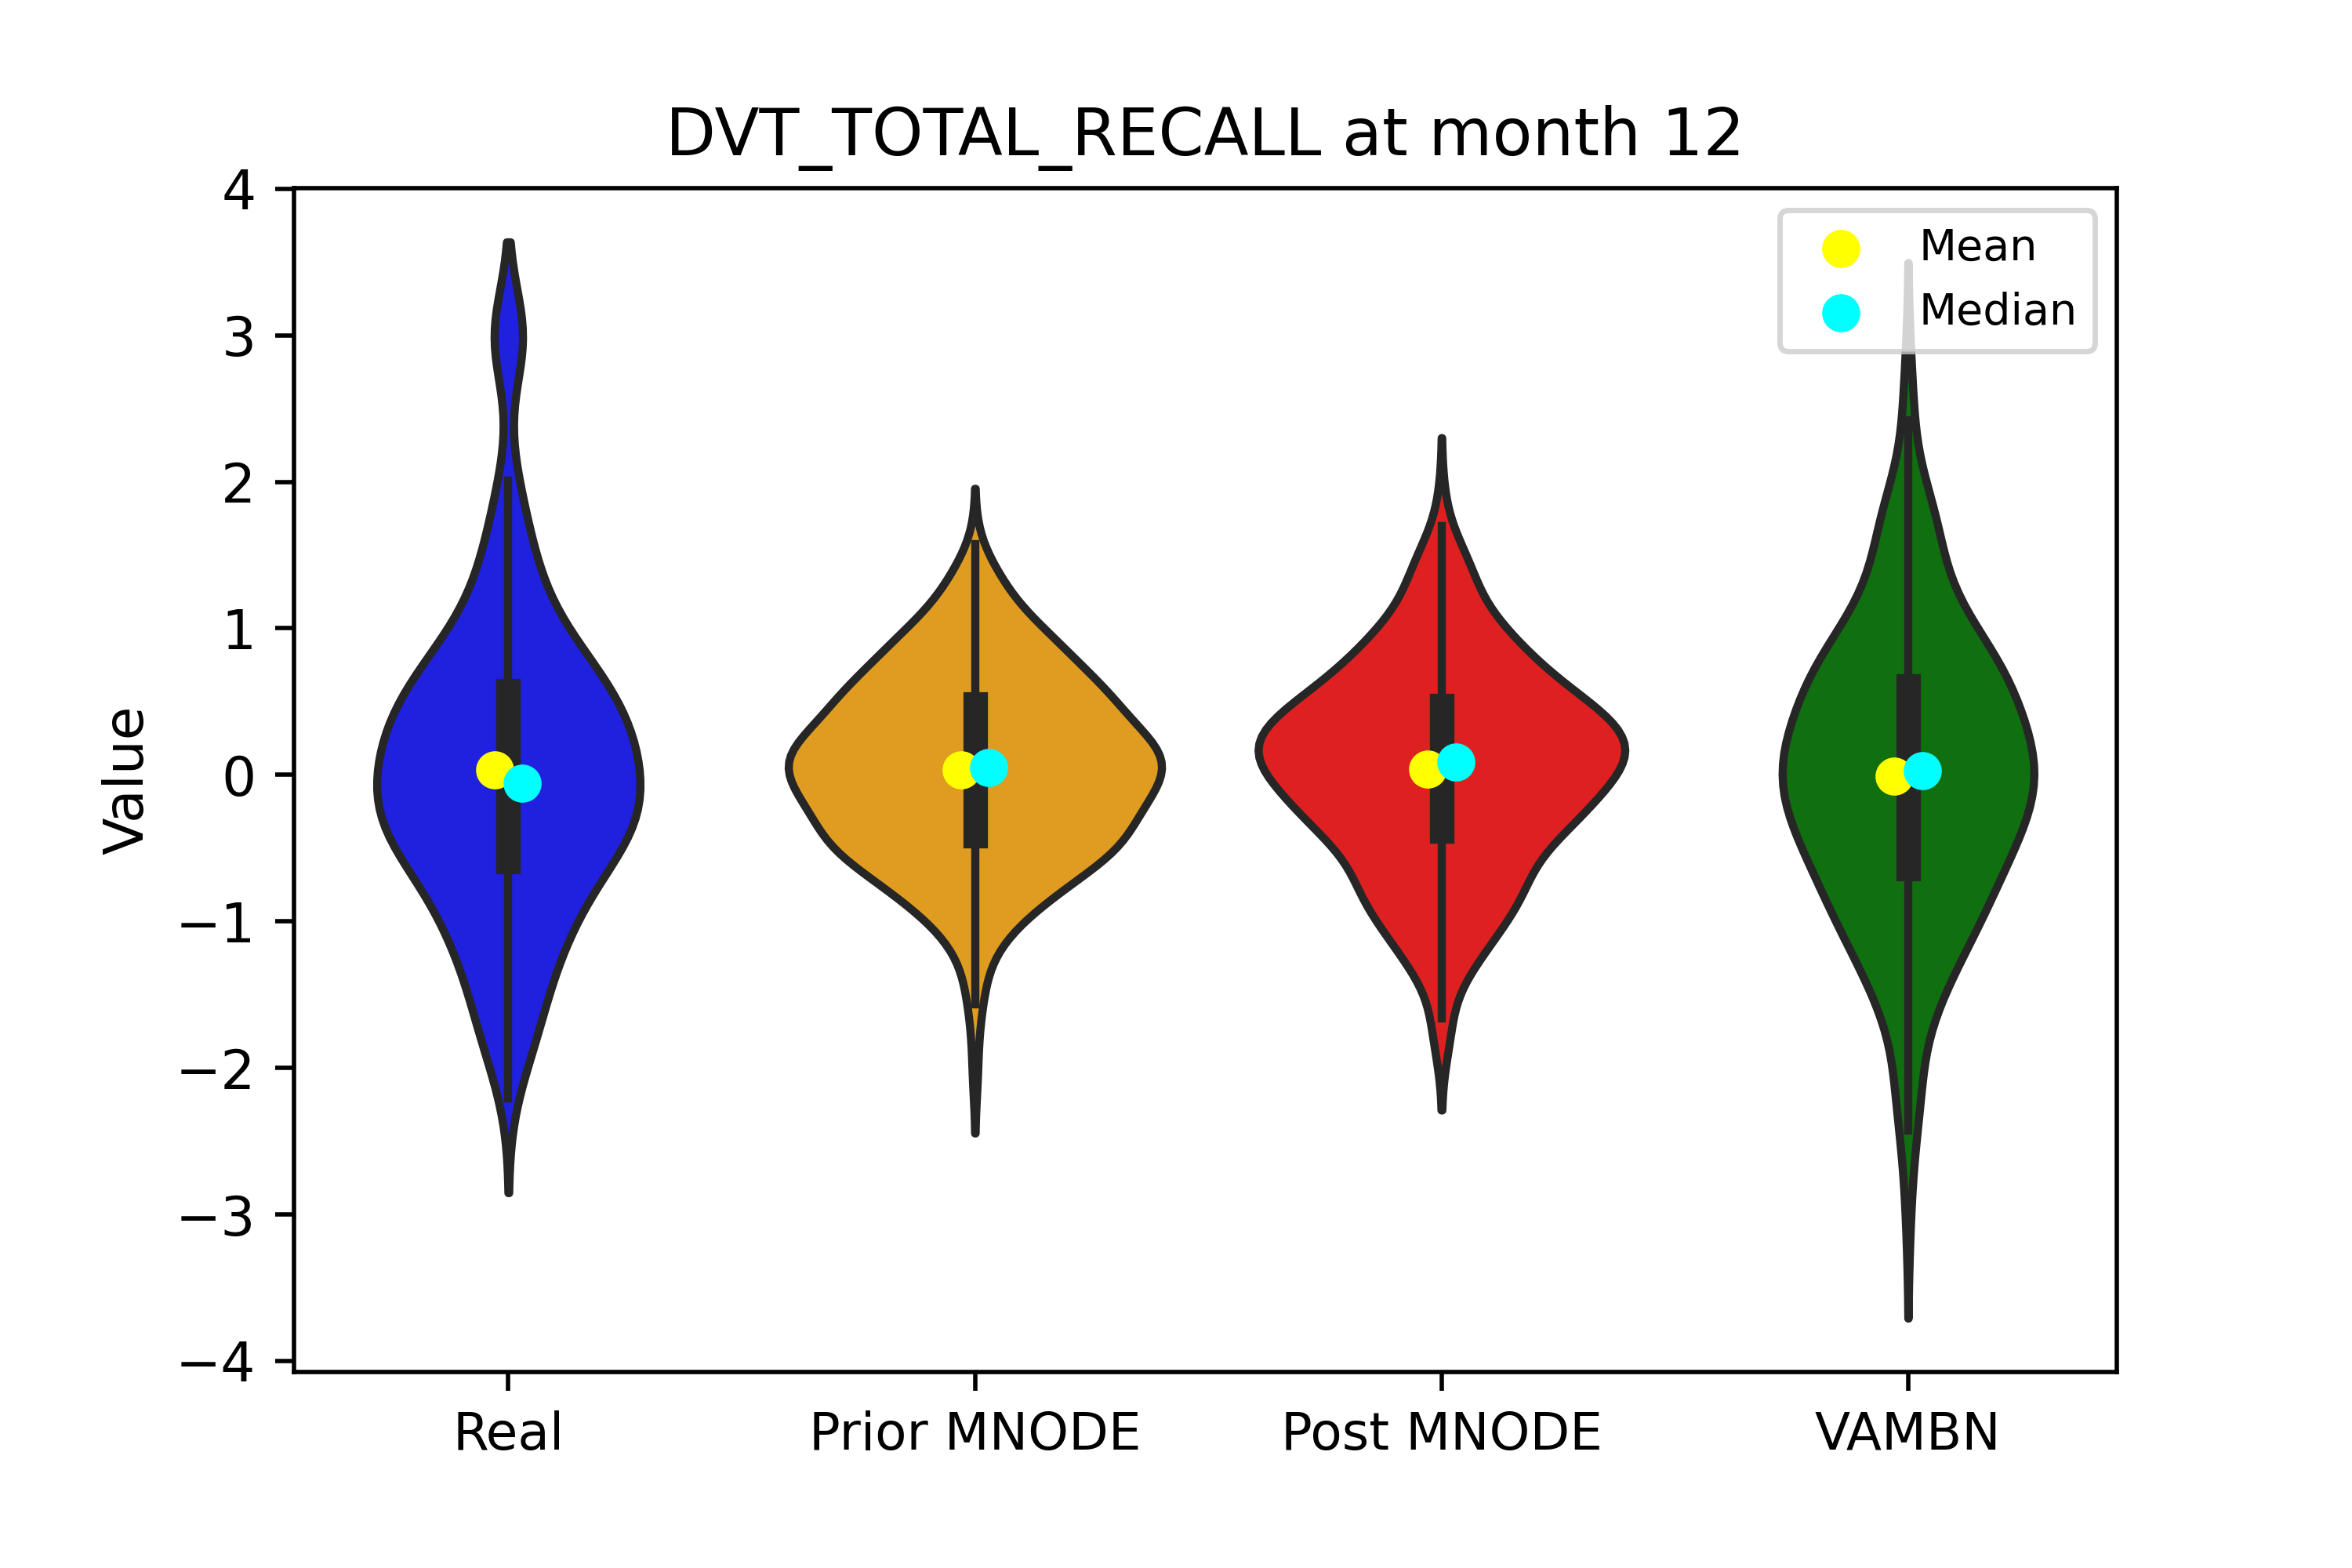 DVT_TOTAL_RECALL at month 12
4
3
2
1
0
−1
−2
−3
−4
Value
Mean
Median
Real Prior MNODE Post MNODE VAMBN